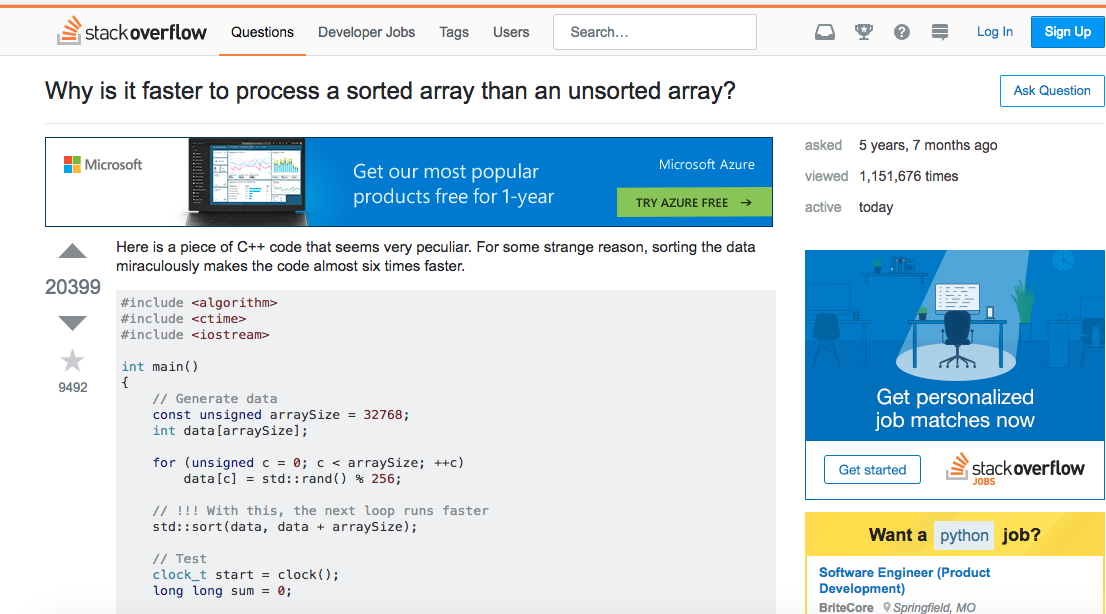 stackoverflow Questions Developer Jobs Tags Users Search... Log In Sign Up
Why is it faster to process a sorted array than an unsorted array?
Ask Question
Microsoft
Get our most popular
products free for 1-year
Microsoft Azure
TRY AZURE FREE →
asked 5 years, 7 months ago
viewed 1,151,676 times
active today
20399
9492
Here is a piece of C++ code that seems very peculiar. For some strange reason, sorting the data
miraculously makes the code almost six times faster.
#include <algorithm>
#include <ctime>
#include <iostream>
int main()
{
    // Generate data
    const unsigned arraySize = 32768;
    int data[arraySize];
    for (unsigned c = 0; c < arraySize; ++c)
        data[c] = std::rand() % 256;
    // !!! With this, the next loop runs faster
    std::sort(data, data + arraySize);
    // Test
    clock_t start = clock();
    long long sum = 0;
Get personalized
job matches now
Get started
stackoverflow
JOBS
Want a python job?
Software Engineer (Product
Development)
BriteCore Springfield, MO